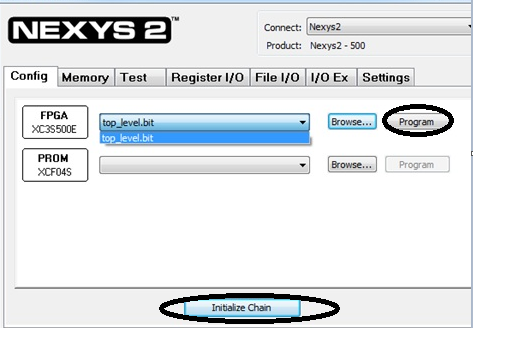 NEXYS 2™
Connect: Nexys2
Product: Nexys2 - 500
Config Memory Test Register I/O File I/O I/O Ex Settings
FPGA
XC3S500E
top_level.bit
Browse...
Program
top_level.bit
PROM
XCF04S
Browse...
Program
Initialize Chain